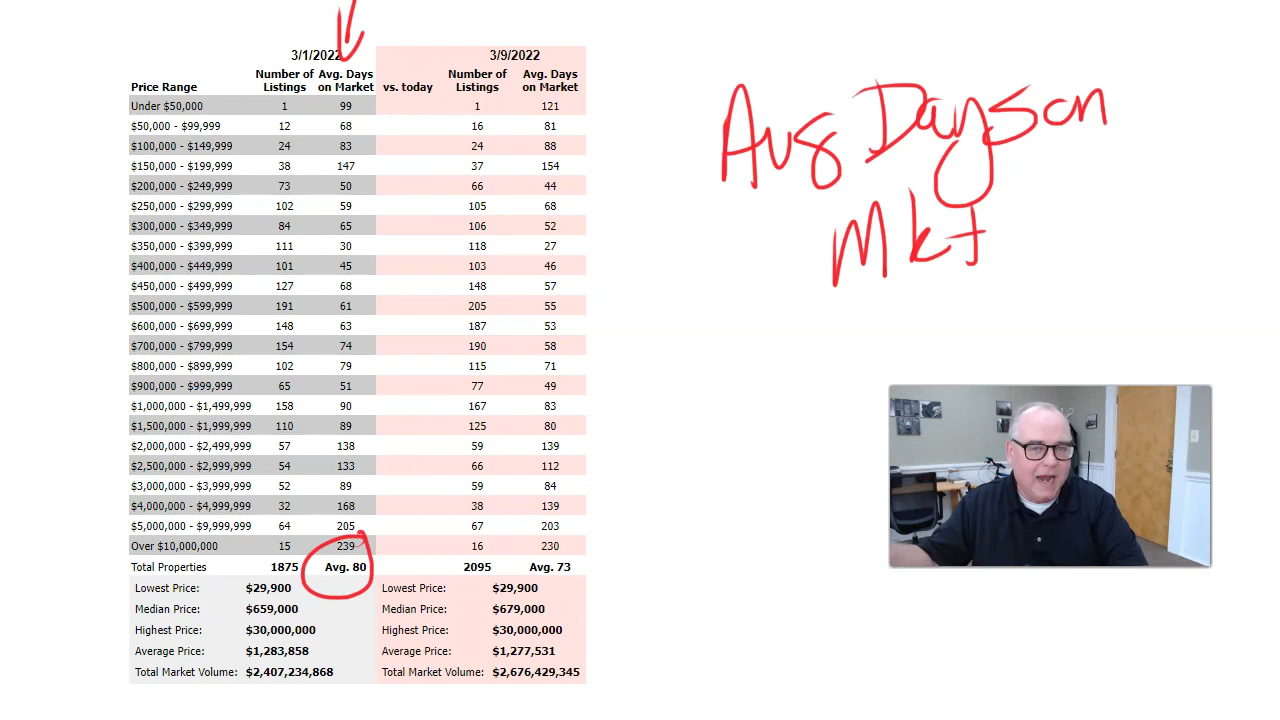 3/1/2022 3/9/2022
Number of Avg. Days Number of Avg. Days
Price Range Listings on Market vs. today Listings on Market
Under $50,000 1 99 1 121
$50,000 - $99,999 12 68 16 81
$100,000 - $149,999 24 83 24 88
$150,000 - $199,999 38 147 37 154
$200,000 - $249,999 73 50 66 44
$250,000 - $299,999 102 59 105 68
$300,000 - $349,999 84 65 106 52
$350,000 - $399,999 111 30 118 27
$400,000 - $449,999 101 45 103 46
$450,000 - $499,999 127 68 148 57
$500,000 - $599,999 191 61 205 55
$600,000 - $699,999 148 63 187 53
$700,000 - $799,999 154 74 190 58
$800,000 - $899,999 102 79 115 71
$900,000 - $999,999 65 51 77 49
$1,000,000 - $1,499,999 158 90 167 83
$1,500,000 - $1,999,999 110 89 125 80
$2,000,000 - $2,499,999 57 138 59 139
$2,500,000 - $2,999,999 54 133 66 112
$3,000,000 - $3,999,999 52 89 59 84
$4,000,000 - $4,999,999 32 168 38 139
$5,000,000 - $9,999,999 64 205 67 203
Over $10,000,000 15 239 16 230
Total Properties 1875 Avg. 80 2095 Avg. 73
Lowest Price: $29,900 Lowest Price: $29,900
Median Price: $659,000 Median Price: $679,000
Highest Price: $30,000,000 Highest Price: $30,000,000
Average Price: $1,283,858 Average Price: $1,277,531
Total Market Volume: $2,407,234,868 Total Market Volume: $2,676,429,345
Avg Days on
Mkt